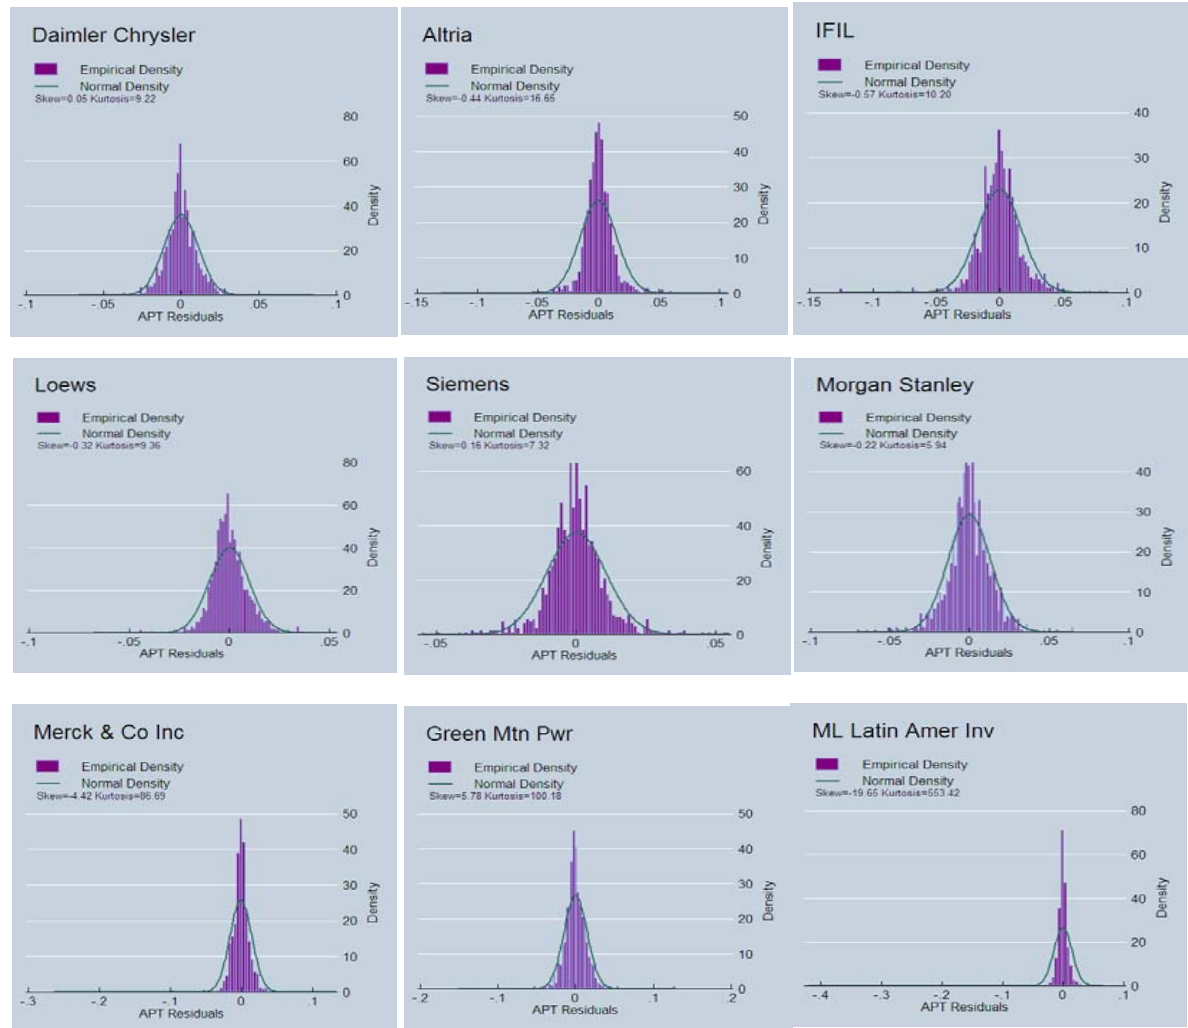 Daimler Chrysler
Empirical Density
Normal Density
Skew=0.05 Kurtosis=9.22
80
60
40
20
0
Density
-.1 -.05 0 .05 .1
APT Residuals
Altria
Empirical Density
Normal Density
Skew=-0.44 Kurtosis=16.65
50
40
30
20
10
0
Density
-.15 -.1 -.05 0 .05 .1
APT Residuals
IFIL
Empirical Density
Normal Density
Skew=-0.57 Kurtosis=10.20
40
30
20
10
0
Density
-.15 -.1 -.05 0 .05 .1
APT Residuals
Loews
Empirical Density
Normal Density
Skew=-0.32 Kurtosis=9.36
80
60
40
20
0
Density
-.1 -.05 0 .05
APT Residuals
Siemens
Empirical Density
Normal Density
Skew=0.16 Kurtosis=7.32
60
40
20
0
Density
-.05 0 .05
APT Residuals
Morgan Stanley
Empirical Density
Normal Density
Skew=-0.22 Kurtosis=5.94
40
30
20
10
0
Density
-.1 -.05 0 .05 .1
APT Residuals
Merck & Co Inc
Empirical Density
Normal Density
Skew=-4.42 Kurtosis=86.69
50
40
30
20
10
0
Density
-.3 -.2 -.1 0 .1
APT Residuals
Green Mtn Pwr
Empirical Density
Normal Density
Skew=5.78 Kurtosis=100.18
50
40
30
20
10
0
Density
-.2 -.1 0 .1 .2
APT Residuals
ML Latin Amer Inv
Empirical Density
Normal Density
Skew=-19.65 Kurtosis=553.42
80
60
40
20
0
Density
-.4 -.3 -.2 -.1 0 .1
APT Residuals